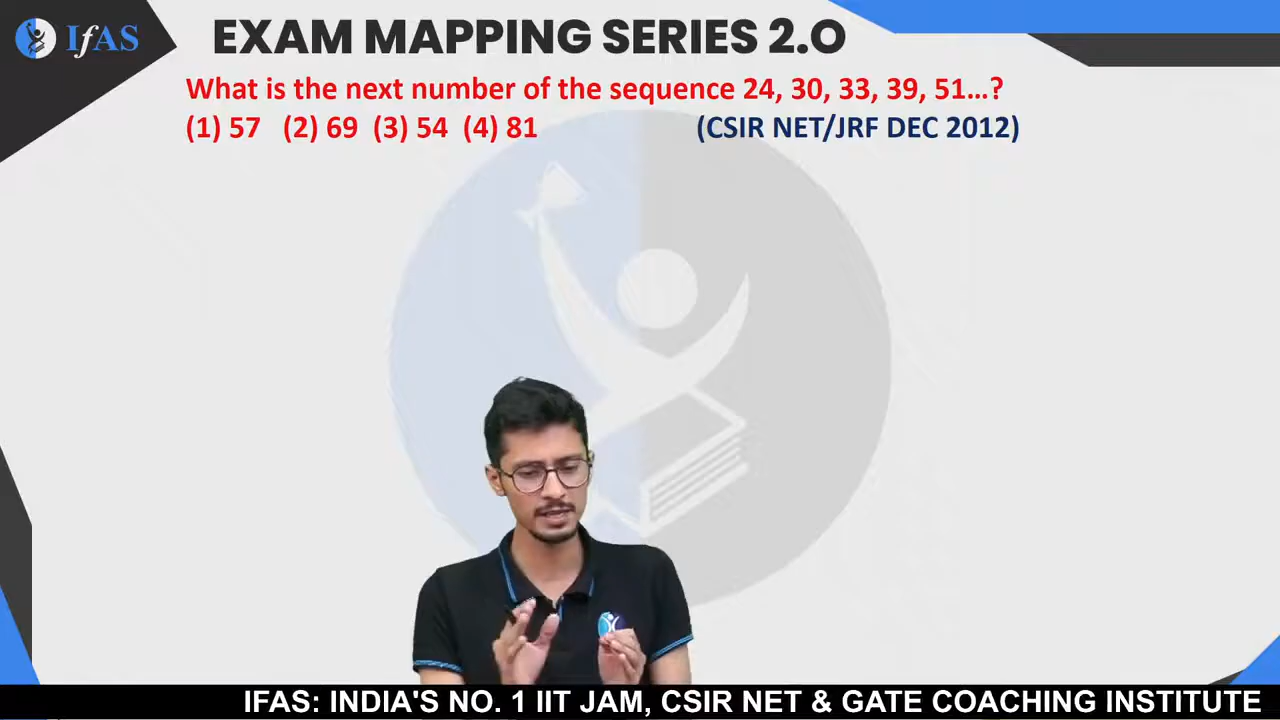 IfAS
EXAM MAPPING SERIES 2.O
What is the next number of the sequence 24, 30, 33, 39, 51...?
(1) 57 (2) 69 (3) 54 (4) 81 (CSIR NET/JRF DEC 2012)
IFAS: INDIA'S NO. 1 IIT JAM, CSIR NET & GATE COACHING INSTITUTE